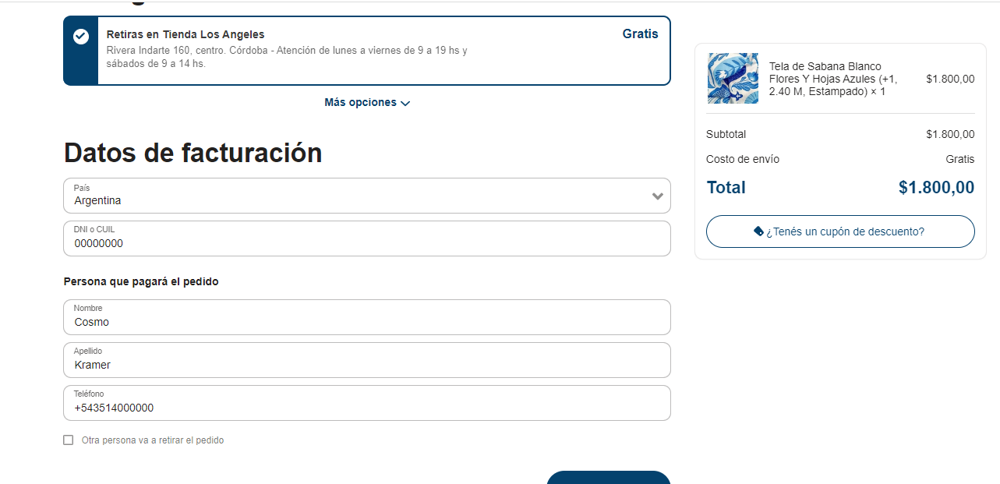 Retiras en Tienda Los Angeles
Gratis
Rivera Indarte 160, centro. Córdoba - Atención de lunes a viernes de 9 a 19 hs y
sábados de 9 a 14 hs.
Más opciones
Datos de facturación
País
Argentina
DNI o CUIL
00000000
Persona que pagará el pedido
Nombre
Cosmo
Apellido
Kramer
Teléfono
+543514000000
Otra persona va a retirar el pedido
Tela de Sabana Blanco
Flores Y Hojas Azules (+1,
2.40 M, Estampado) × 1
$1.800,00
Subtotal
$1.800,00
Costo de envío
Gratis
Total
$1.800,00
¿Tenés un cupón de descuento?